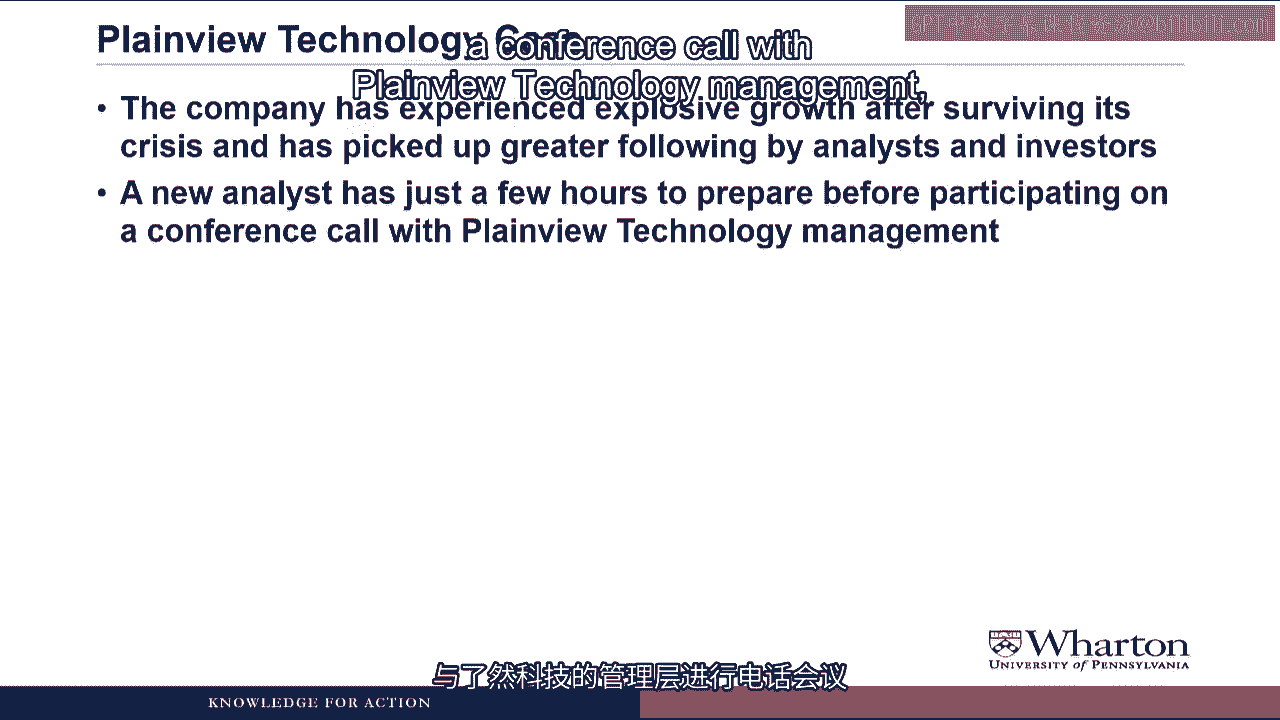 Plainview Technology
a conference call with
Plainview Technology management,
• The company has experienced explosive growth after surviving its
crisis and has picked up greater following by analysts and investors
• A new analyst has just a few hours to prepare before participating on
a conference call with Plainview Technology management
Wharton
UNIVERSITY of PENNSYLVANIA
与了然科技的管理层进行电话会议
KNOWLEDGE FOR ACTION